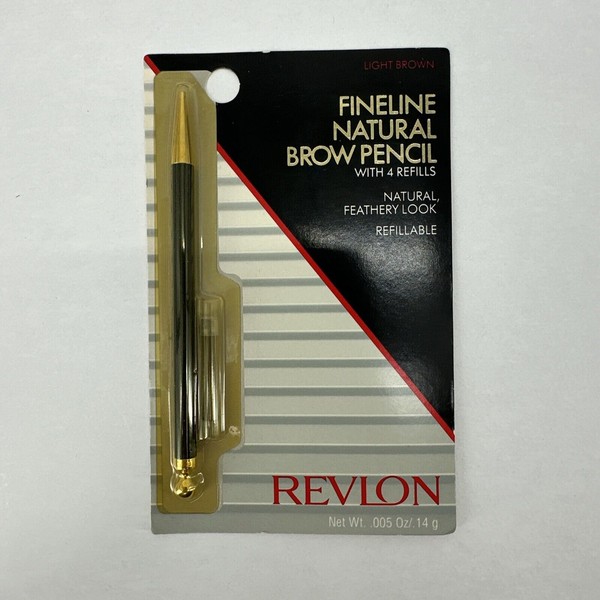 LIGHT BROWN
FINELINE
NATURAL
BROW PENCIL
WITH 4 REFILLS
NATURAL,
FEATHERY LOOK
REFILLABLE
REVLON
Net Wt. .005 Oz/.14 g